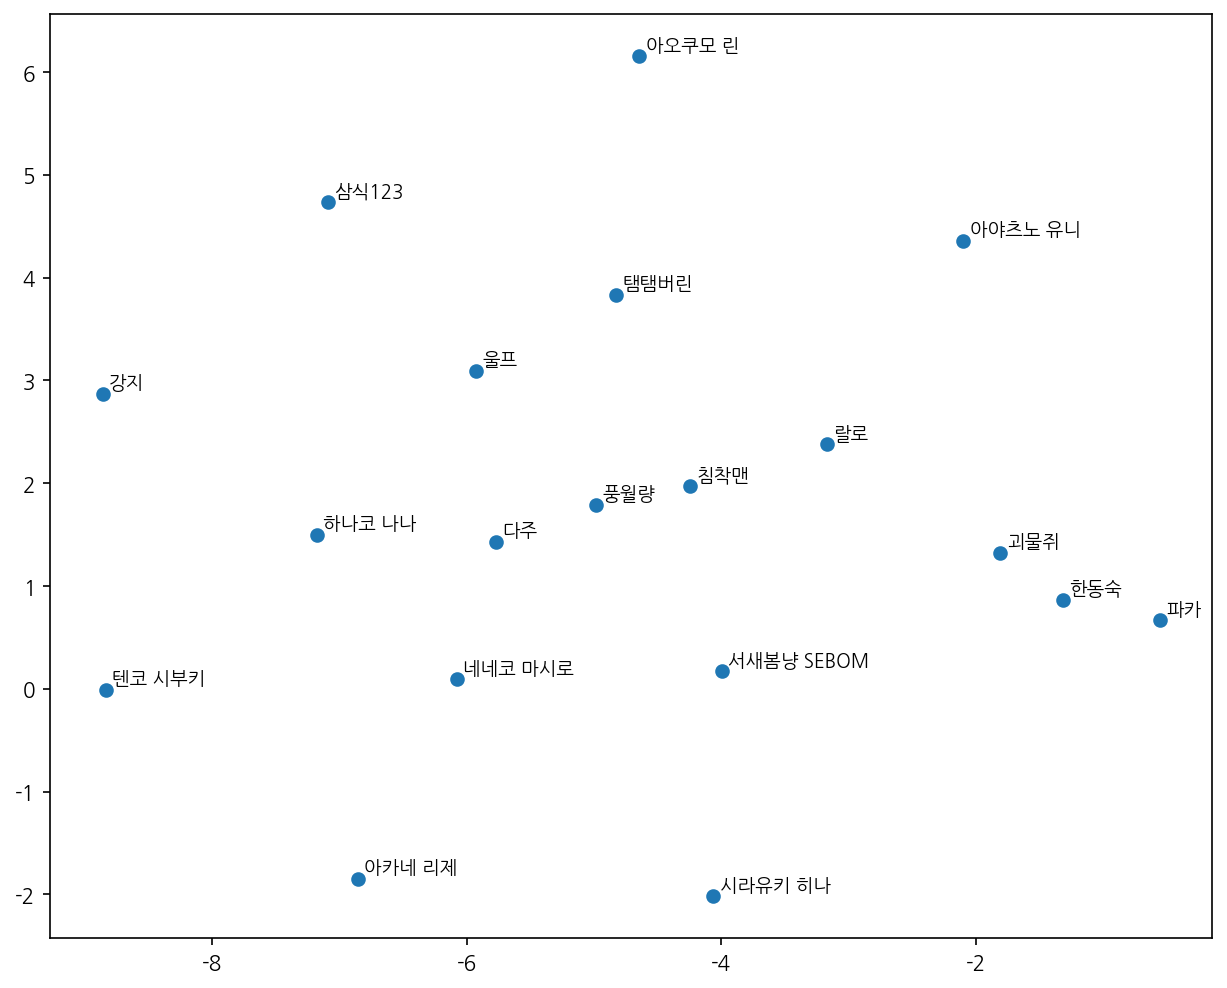 아오쿠모 린
6
5
삼식123
아야츠노 유니
4
탬탬버린
울프
3
강지
랄로
2
침착맨
풍월량
하나코 나나
다주
괴물쥐
1
한동숙
파카
서새봄냥 SEBOM
네네코 마시로
텐코 시부키
0
-1
아카네 리제
시라유키 히나
-2
-8
-6
-4
-2